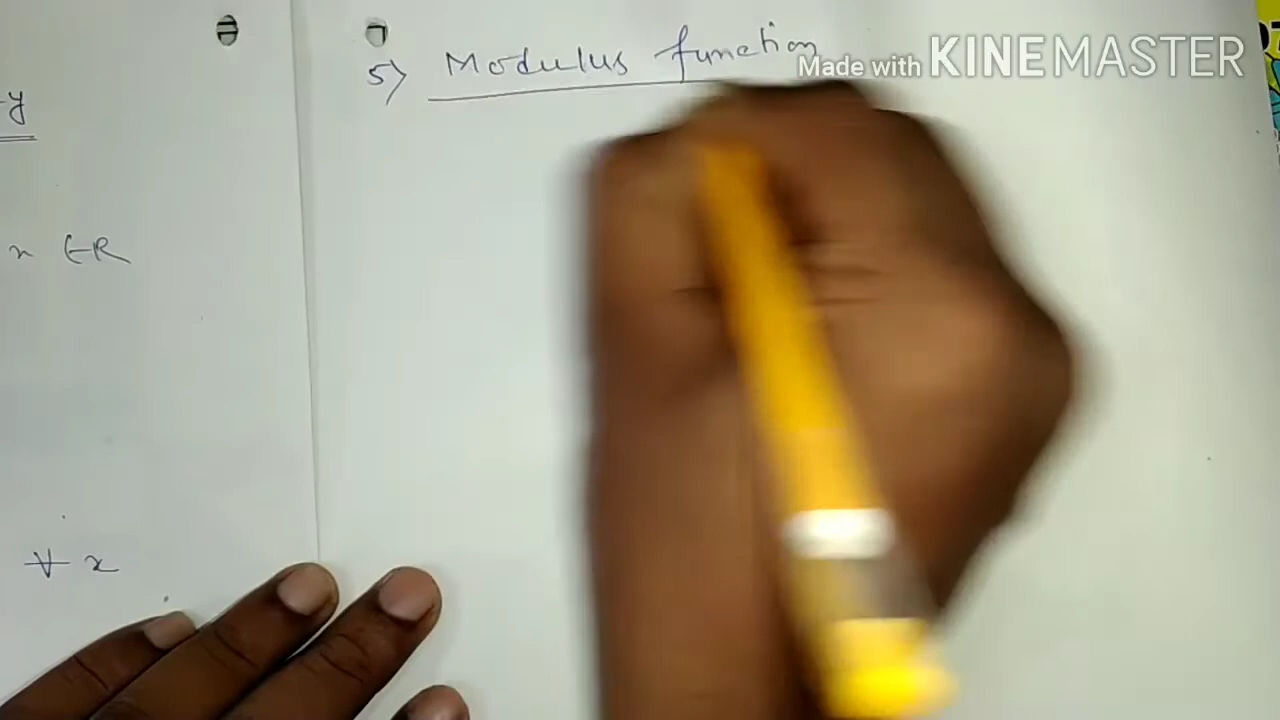 5) Modulus function
Made with KINEMASTER
y
x ∈R
∀ x